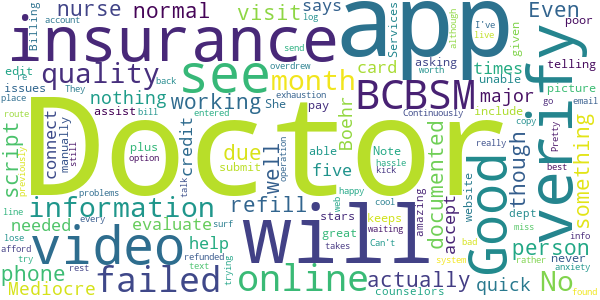 nurse normal visit says Even
Billing account log I've live although
insurance app
edit re They issues
quality see month
card times given Services poor
unable asking telling
picture
place back
nothing working She BCBSM something
send overdrew worth exhaustion
script assist bill connect manually still
pay Boehr major verify
Doctor
route previously
plus option entered talk credit
able Note hassle kick
Continuously include go email copy
Pretty
due well submit five
documented Good though
operation happy cool
information refill will
really best
line needed evaluate problems
stars keeps waiting accept website
person never
video help great amazing
web Can't
lose afford every refunded takes
dept miss info
phone failed online actually No
surf counselors
try rest text trying
rather bad anxiety
Mediocre quick system found